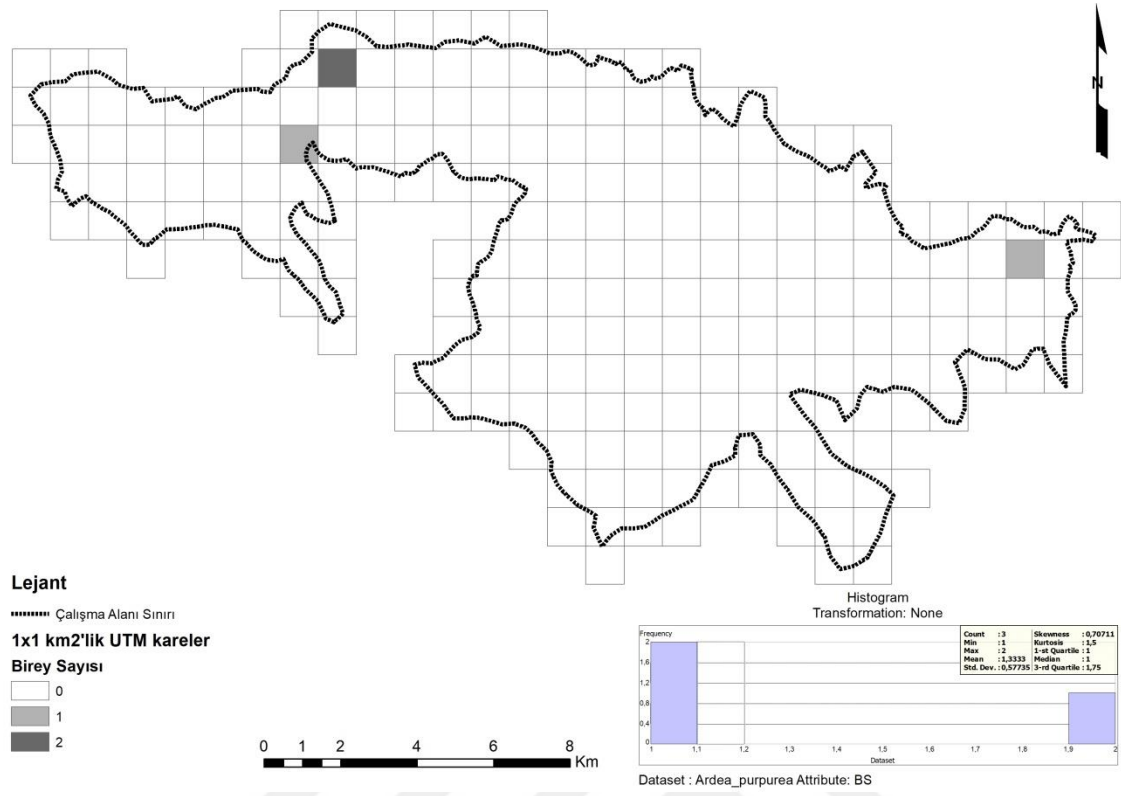 N
Lejant
Çalışma Alanı Sınırı
1x1 km2'lik UTM kareler
Birey Sayısı
0
1
2
0 1 2 4 6 8
Km
Histogram
Transformation: None
Frequency
2
1,6
1,2
0,8
0,4
0
1 1,1 1,2 1,3 1,4 1,5 1,6 1,7 1,8 1,9 2
Dataset
Count : 3 Skewness : 0,70711
Min : 1 Kurtosis : 1,5
Max : 2 1-st Quartile : 1
Mean : 1,3333 Median : 1
Std. Dev. : 0,57735 3-rd Quartile : 1,75
Dataset : Ardea_purpurea Attribute: BS